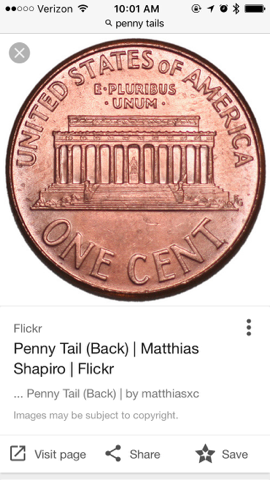 Verizon 10:01 AM
penny tails
UNITED STATES OF AMERICA
E·PLURIBUS
·UNUM·
ONE CENT
Flickr
Penny Tail (Back) | Matthias
Shapiro | Flickr
... Penny Tail (Back) | by matthiasxc
Images may be subject to copyright.
Visit page Share Save